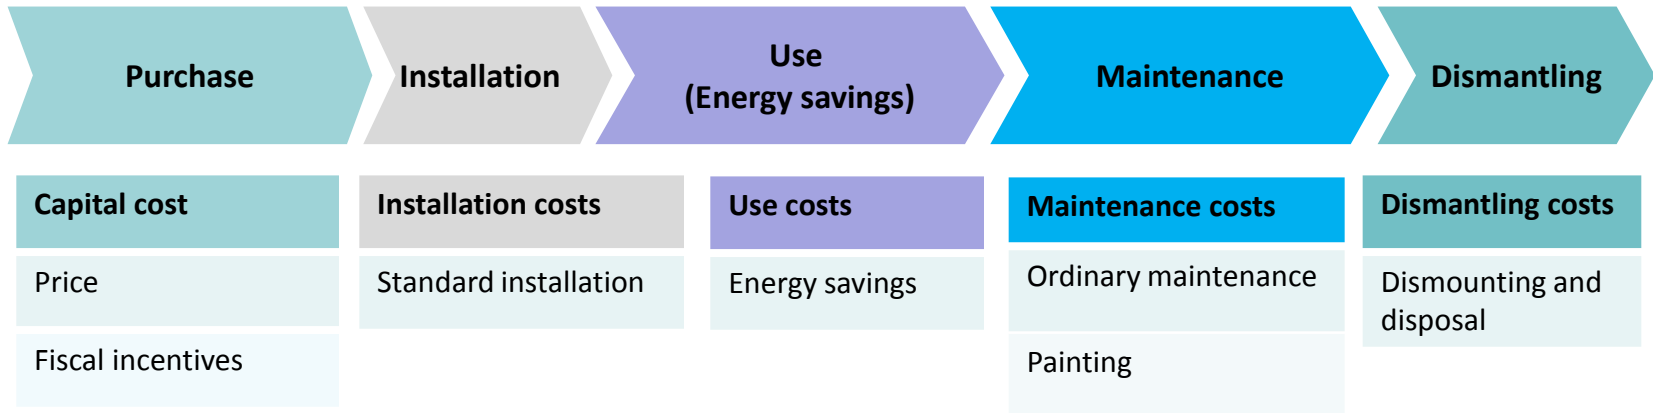 Purchase
Installation
Use
(Energy savings)
Maintenance
Dismantling
Capital cost
Price
Fiscal incentives
Installation costs
Standard installation
Use costs
Energy savings
Maintenance costs
Ordinary maintenance
Painting
Dismantling costs
Dismounting and
disposal